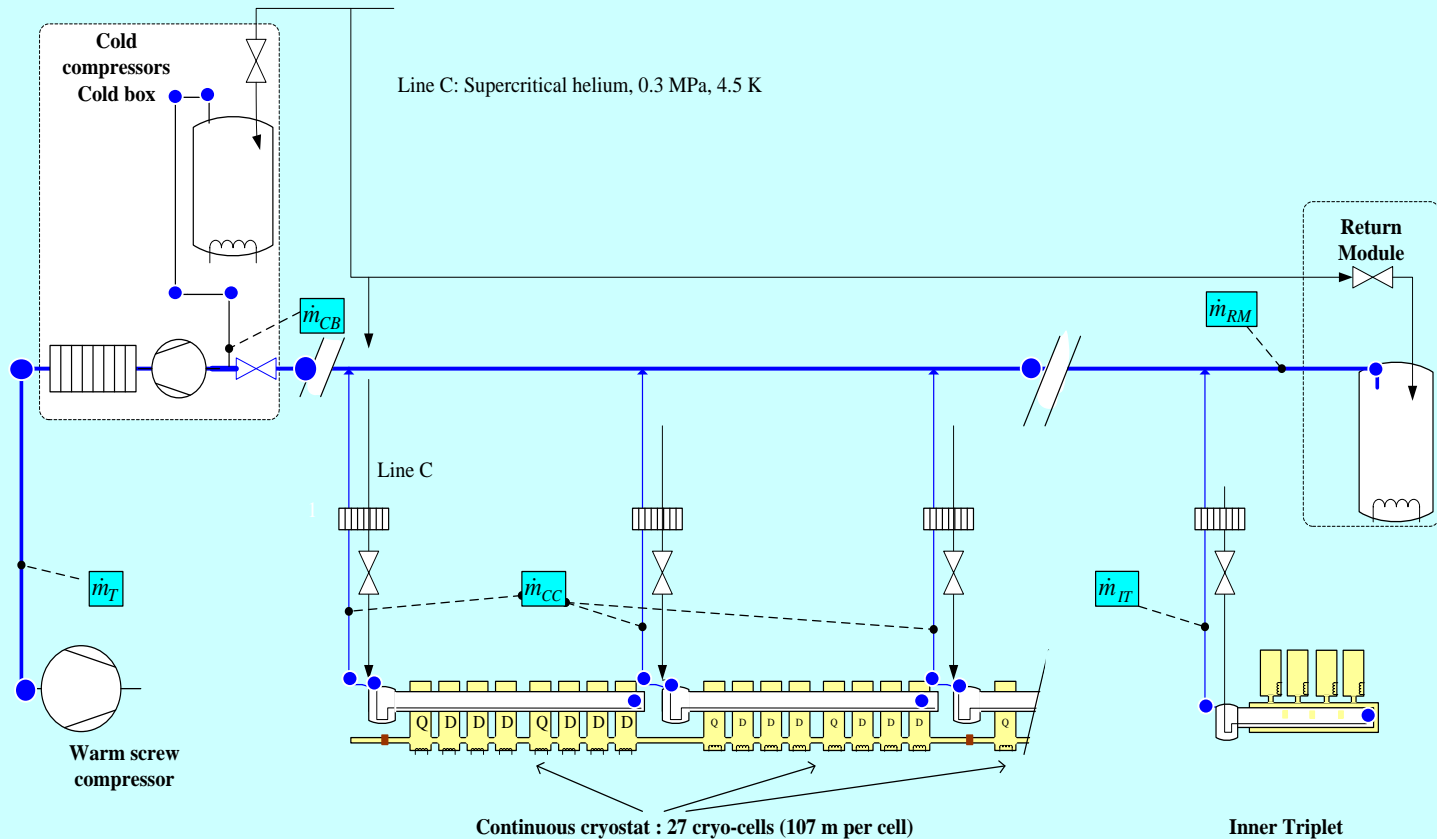 Cold
compressors
Cold box
Line C: Supercritical helium, 0.3 MPa, 4.5 K
Return
Module
ṁCB
ṁRM
Line C
ṁT
ṁCC
ṁIT
Q D D D Q D D D
Q D D D Q D D D
Q
Warm screw
compressor
Continuous cryostat : 27 cryo-cells (107 m per cell)
Inner Triplet